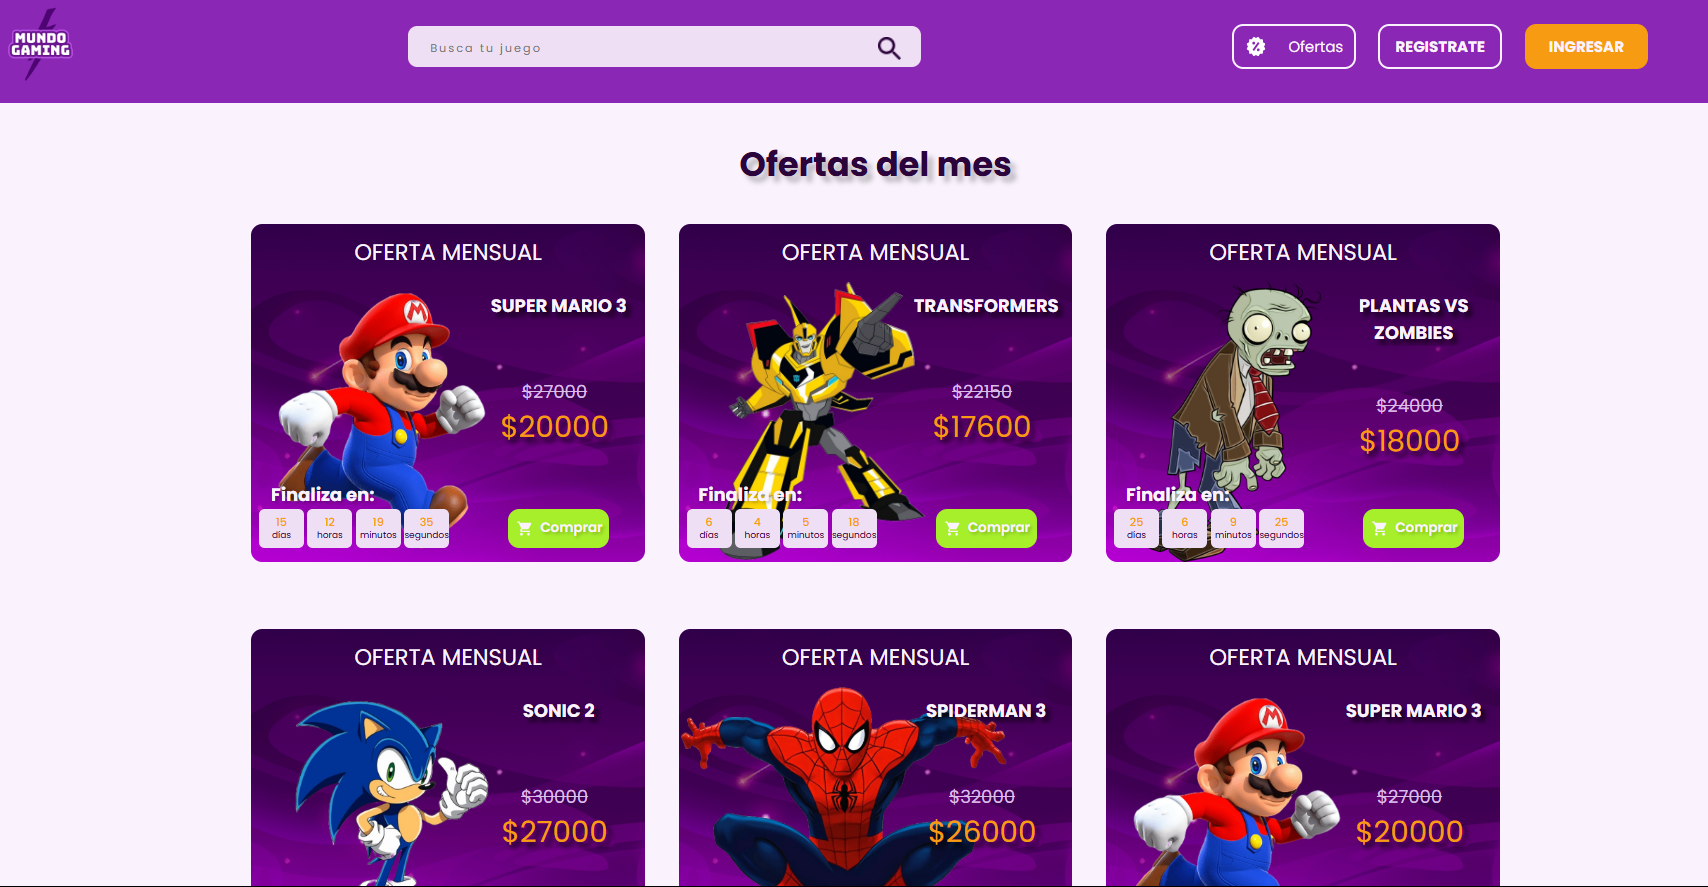 MUNDO
GAMING
Busca tu juego
Ofertas
REGISTRATE
INGRESAR
Ofertas del mes
OFERTA MENSUAL
SUPER MARIO 3
M
$27000
$20000
Finaliza en:
15 12 19 35
días horas minutos segundos
Comprar
OFERTA MENSUAL
TRANSFORMERS
$22150
$17600
Finaliza en:
6 4 5 18
días horas minutos segundos
Comprar
OFERTA MENSUAL
PLANTAS VS
ZOMBIES
$24000
$18000
Finaliza en:
25 6 9 25
días horas minutos segundos
Comprar
OFERTA MENSUAL
SONIC 2
$30000
$27000
OFERTA MENSUAL
SPIDERMAN 3
$32000
$26000
OFERTA MENSUAL
SUPER MARIO 3
M
$27000
$20000